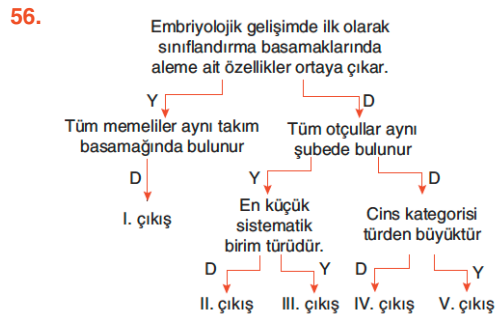 56.
Embriyolojik gelişimde ilk olarak
sınıflandırma basamaklarında
aleme ait özellikler ortaya çıkar.
Y
D
Tüm memeliler aynı takım
basamağında bulunur
Tüm otçullar aynı
şubede bulunur
D
Y
D
I. çıkış
En küçük
sistematik
birim türüdür.
Cins kategorisi
türden büyüktür
D
Y
D
Y
II. çıkış
III. çıkış
IV. çıkış
V. çıkış